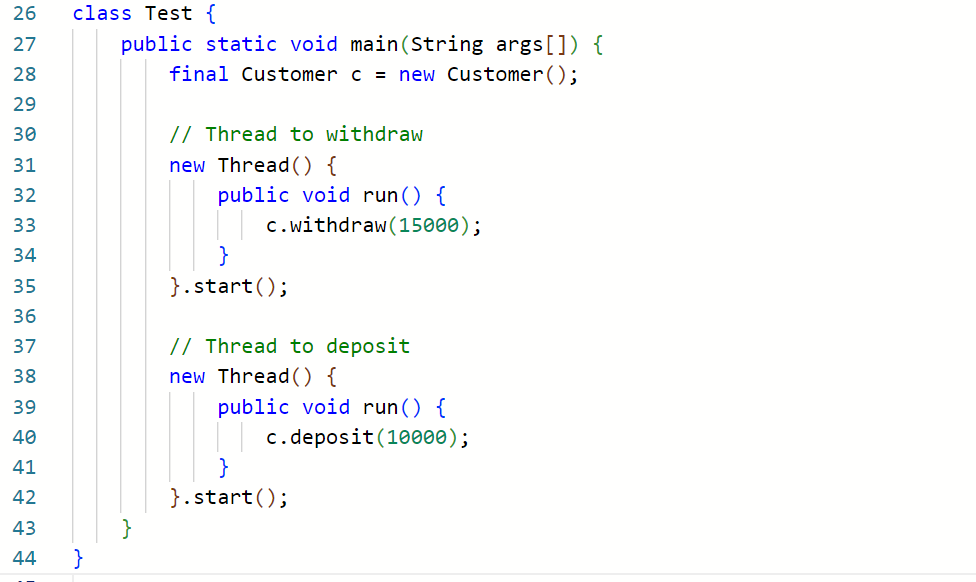 26 class Test {
27     public static void main(String args[]) {
28         final Customer c = new Customer();
29
30         // Thread to withdraw
31         new Thread() {
32             public void run() {
33                 c.withdraw(15000);
34             }
35         }.start();
36
37         // Thread to deposit
38         new Thread() {
39             public void run() {
40                 c.deposit(10000);
41             }
42         }.start();
43     }
44 }